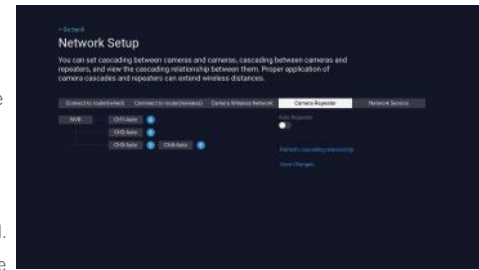 < Go back
Network Setup
You can set cascading between cameras and cameras, cascading between cameras and
repeaters, and view the cascading relationship between them. Proper application of
camera cascades and repeaters can extend wireless distances.
Connect to router(wired) Connect to router(wireless) Camera Wireless Network Camera Repeater Network Service
NVR CH1:Auto Auto Repeater
CH2:Auto
CH3:Auto CH4:Auto
Refresh cascading relationship
Save Changes